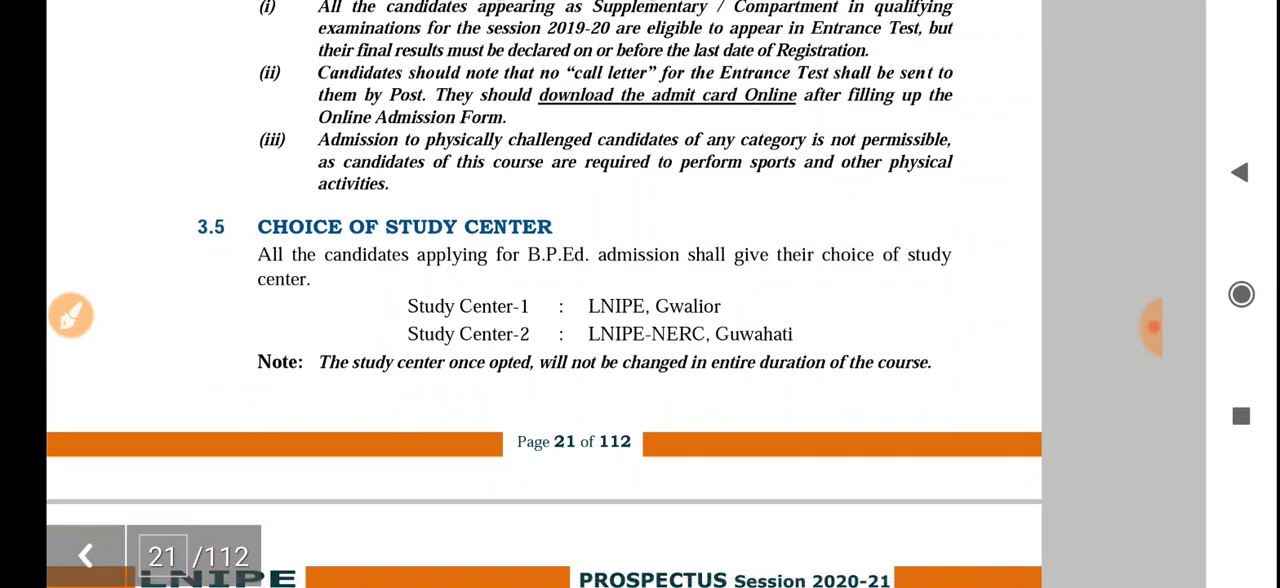 (i) All the candidates appearing as Supplementary / Compartment in qualifying
examinations for the session 2019-20 are eligible to appear in Entrance Test, but
their final results must be declared on or before the last date of Registration.
(ii) Candidates should note that no “call letter” for the Entrance Test shall be sent to
them by Post. They should download the admit card Online after filling up the
Online Admission Form.
(iii) Admission to physically challenged candidates of any category is not permissible,
as candidates of this course are required to perform sports and other physical
activities.
3.5 CHOICE OF STUDY CENTER
All the candidates applying for B.P.Ed. admission shall give their choice of study
center.
Study Center-1 : LNIPE, Gwalior
Study Center-2 : LNIPE-NERC, Guwahati
Note: The study center once opted, will not be changed in entire duration of the course.
Page 21 of 112
21 /112
LNIPE PROSPECTUS Session 2020-21